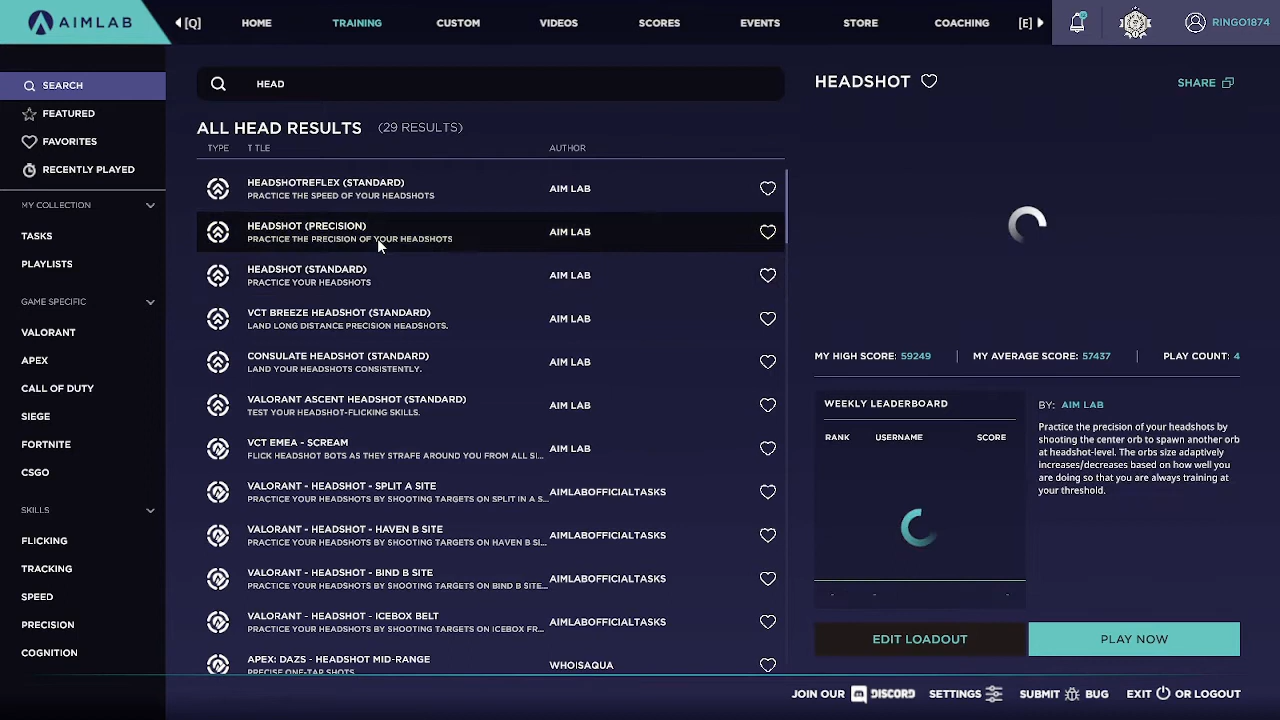 AIMLAB
[Q]
HOME
TRAINING
CUSTOM
VIDEOS
SCORES
EVENTS
STORE
COACHING
[E]
RINGO1874
SEARCH
FEATURED
FAVORITES
RECENTLY PLAYED
MY COLLECTION
TASKS
PLAYLISTS
GAME SPECIFIC
VALORANT
APEX
CALL OF DUTY
SIEGE
FORTNITE
CSGO
SKILLS
FLICKING
TRACKING
SPEED
PRECISION
COGNITION
HEAD
ALL HEAD RESULTS (29 RESULTS)
TYPE TITLE AUTHOR
HEADSHOTREFLEX (STANDARD)
PRACTICE THE SPEED OF YOUR HEADSHOTS
AIM LAB
HEADSHOT (PRECISION)
PRACTICE THE PRECISION OF YOUR HEADSHOTS
AIM LAB
HEADSHOT (STANDARD)
PRACTICE YOUR HEADSHOTS
AIM LAB
VCT BREEZE HEADSHOT (STANDARD)
LAND LONG DISTANCE PRECISION HEADSHOTS.
AIM LAB
CONSULATE HEADSHOT (STANDARD)
LAND YOUR HEADSHOTS CONSISTENTLY.
AIM LAB
VALORANT ASCENT HEADSHOT (STANDARD)
TEST YOUR HEADSHOT-FLICKING SKILLS.
AIM LAB
VCT EMEA - SCREAM
FLICK HEADSHOT BOTS AS THEY STRAFE AROUND YOU FROM ALL SI...
AIM LAB
VALORANT - HEADSHOT - SPLIT A SITE
PRACTICE YOUR HEADSHOTS BY SHOOTING TARGETS ON SPLIT IN A S...
AIMLABOFFICIALTASKS
VALORANT - HEADSHOT - HAVEN B SITE
PRACTICE YOUR HEADSHOTS BY SHOOTING TARGETS ON HAVEN B SIT...
AIMLABOFFICIALTASKS
VALORANT - HEADSHOT - BIND B SITE
PRACTICE YOUR HEADSHOTS BY SHOOTING TARGETS ON BIND B SITE...
AIMLABOFFICIALTASKS
VALORANT - HEADSHOT - ICEBOX BELT
PRACTICE YOUR HEADSHOTS BY SHOOTING TARGETS ON ICEBOX FR...
AIMLABOFFICIALTASKS
APEX: DAZS - HEADSHOT MID-RANGE
PRECISE ONE-TAP SHOTS.
WHOISAQUA
HEADSHOT
SHARE
MY HIGH SCORE: 59249
MY AVERAGE SCORE: 57437
PLAY COUNT: 4
WEEKLY LEADERBOARD
RANK USERNAME SCORE
- - -
BY: AIM LAB
Practice the precision of your headshots by
shooting the center orb to spawn another orb
at headshot-level. The orbs size adaptively
increases/decreases based on how well you
are doing so that you are always training at
your threshold.
EDIT LOADOUT
PLAY NOW
JOIN OUR DISCORD
SETTINGS
SUBMIT BUG
EXIT OR LOGOUT